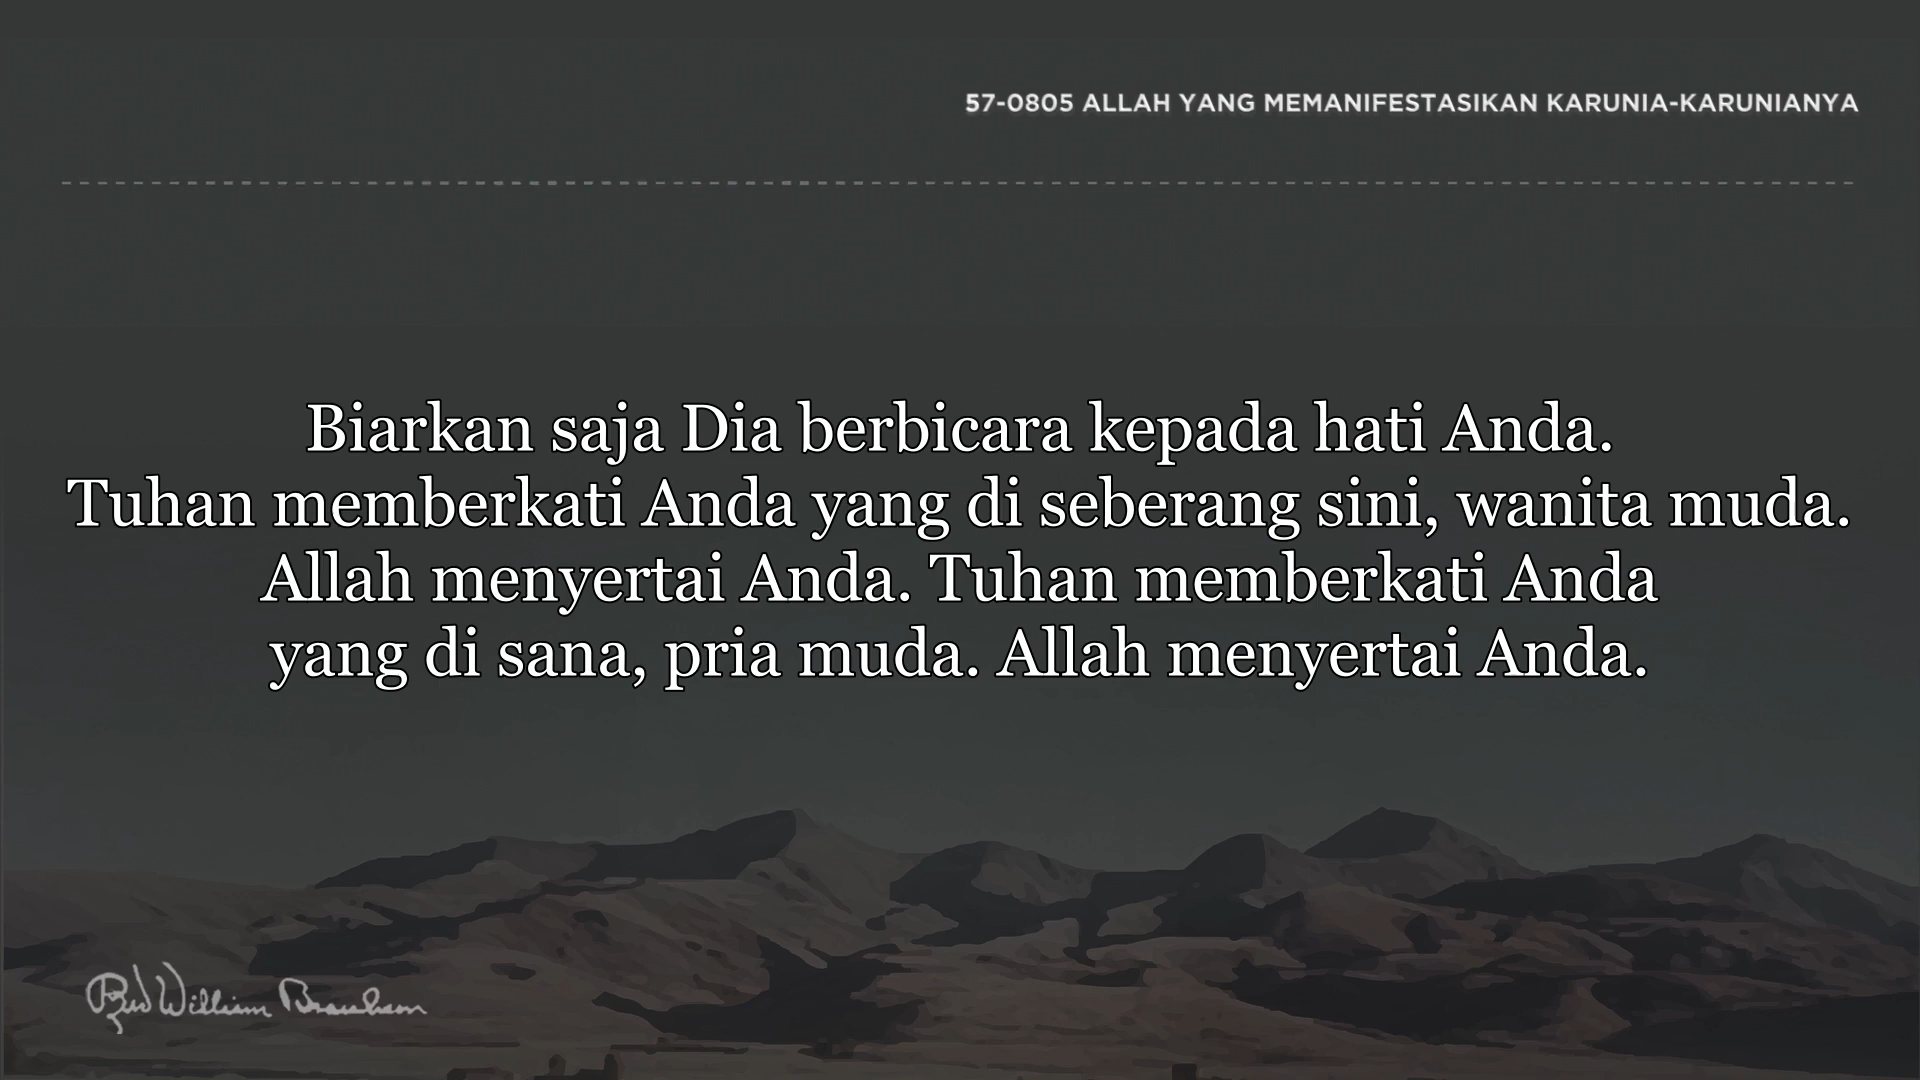 57-0805 ALLAH YANG MEMANIFESTASIKAN KARUNIA-KARUNIANYA
Biarkan saja Dia berbicara kepada hati Anda.
Tuhan memberkati Anda yang di seberang sini, wanita muda.
Allah menyertai Anda. Tuhan memberkati Anda
yang di sana, pria muda. Allah menyertai Anda.
Rev William Branham